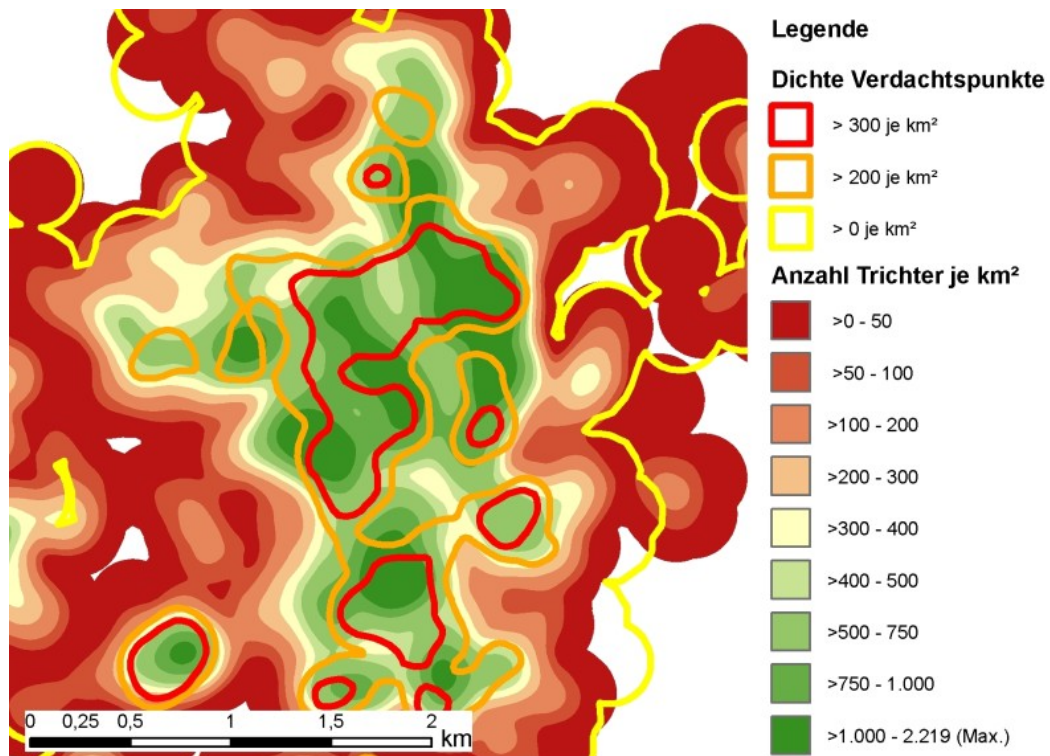 Legende
Dichte Verdachtspunkte
> 300 je km²
> 200 je km²
> 0 je km²
Anzahl Trichter je km²
>0 - 50
>50 - 100
>100 - 200
>200 - 300
>300 - 400
>400 - 500
>500 - 750
>750 - 1.000
>1.000 - 2.219 (Max.)
0 0,25 0,5 1 1,5 2
km